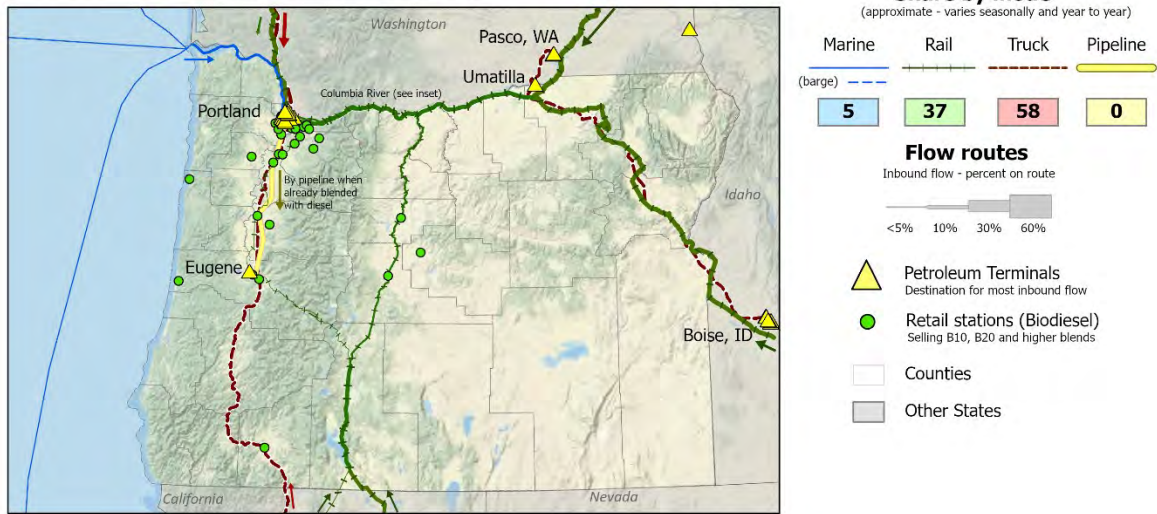 Share by mode
(approximate - varies seasonally and year to year)
Marine Rail Truck Pipeline
(barge)
5 37 58 0
Flow routes
Inbound flow - percent on route
<5% 10% 30% 60%
Petroleum Terminals
Destination for most inbound flow
Retail stations (Biodiesel)
Selling B10, B20 and higher blends
Counties
Other States
Washington
Pasco, WA
Umatilla
Columbia River (see inset)
Portland
By pipeline when
already blended
with diesel
Idaho
Eugene
Boise, ID
California
Nevada